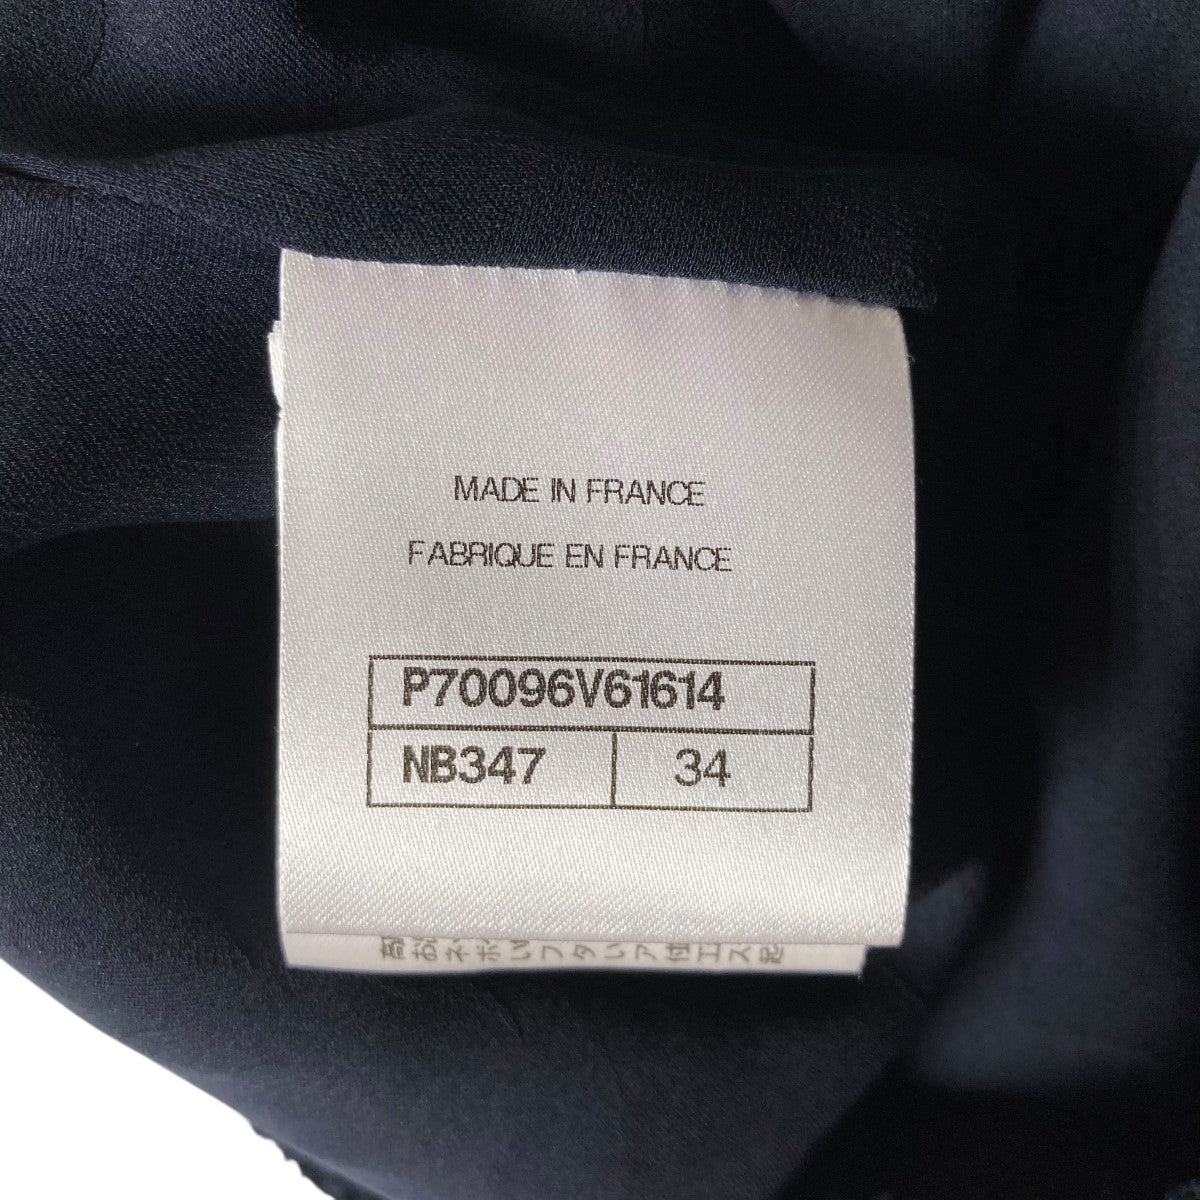 MADE IN FRANCE
FABRIQUE EN FRANCE
P70096V61614
NB347 34